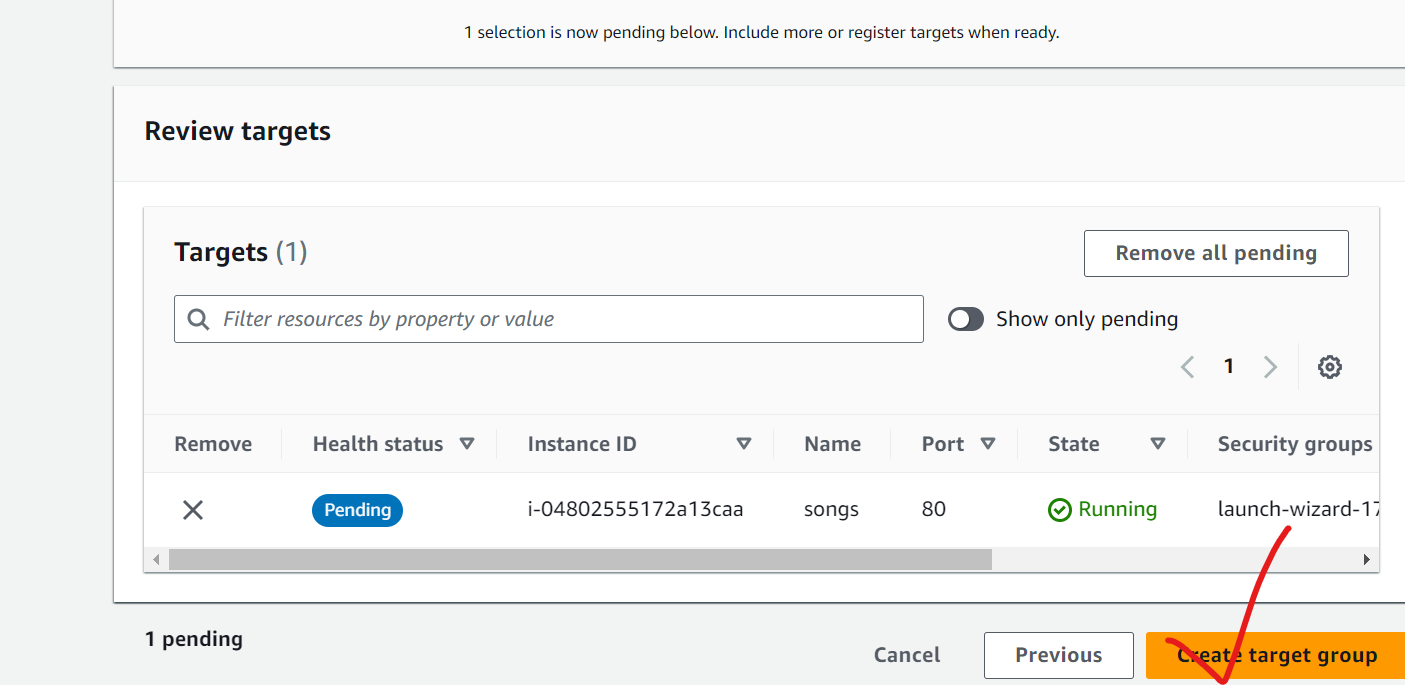 1 selection is now pending below. Include more or register targets when ready.
Review targets
Targets (1)
Remove all pending
Filter resources by property or value
Show only pending
1
Remove Health status Instance ID Name Port State Security groups
Pending i-04802555172a13caa songs 80 Running launch-wizard-17
1 pending
Cancel Previous Create target group